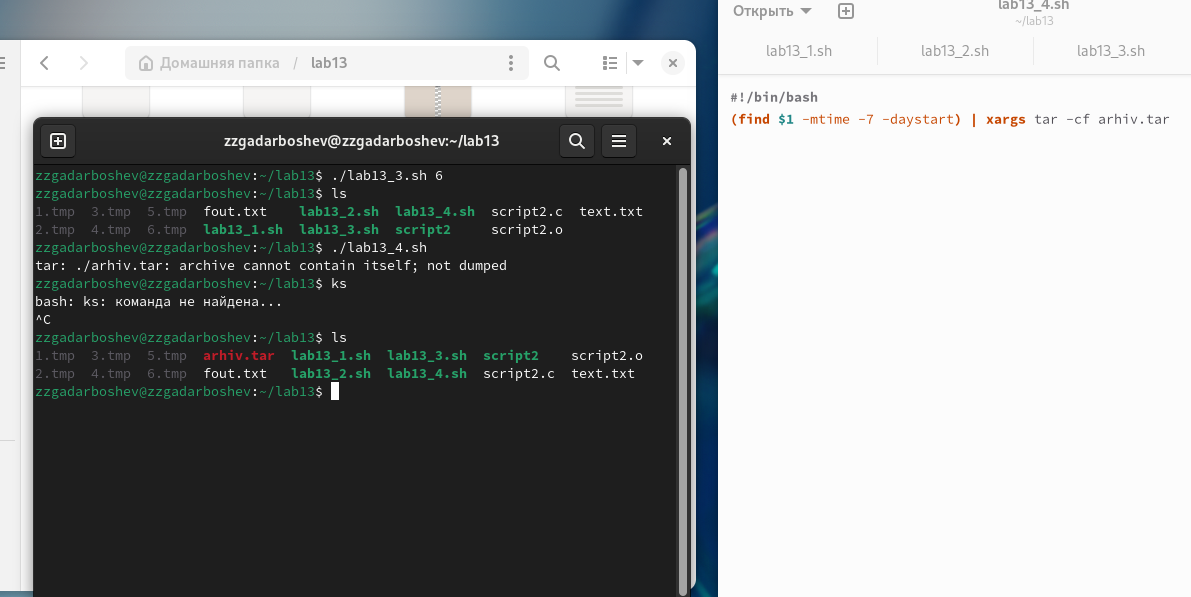 Домашняя папка / lab13
zzgadarboshev@zzgadarboshev:~/lab13
zzgadarboshev@zzgadarboshev:~/lab13$ ./lab13_3.sh 6
zzgadarboshev@zzgadarboshev:~/lab13$ ls
1.tmp 3.tmp 5.tmp fout.txt lab13_2.sh lab13_4.sh script2.c text.txt
2.tmp 4.tmp 6.tmp lab13_1.sh lab13_3.sh script2 script2.o
zzgadarboshev@zzgadarboshev:~/lab13$ ./lab13_4.sh
tar: ./arhiv.tar: archive cannot contain itself; not dumped
zzgadarboshev@zzgadarboshev:~/lab13$ ks
bash: ks: команда не найдена...
^C
zzgadarboshev@zzgadarboshev:~/lab13$ ls
1.tmp 3.tmp 5.tmp arhiv.tar lab13_1.sh lab13_3.sh script2 script2.o
2.tmp 4.tmp 6.tmp fout.txt lab13_2.sh lab13_4.sh script2.c text.txt
zzgadarboshev@zzgadarboshev:~/lab13$
Открыть
lab13_4.sh
~/lab13
lab13_1.sh lab13_2.sh lab13_3.sh
#!/bin/bash
(find $1 -mtime -7 -daystart) | xargs tar -cf arhiv.tar